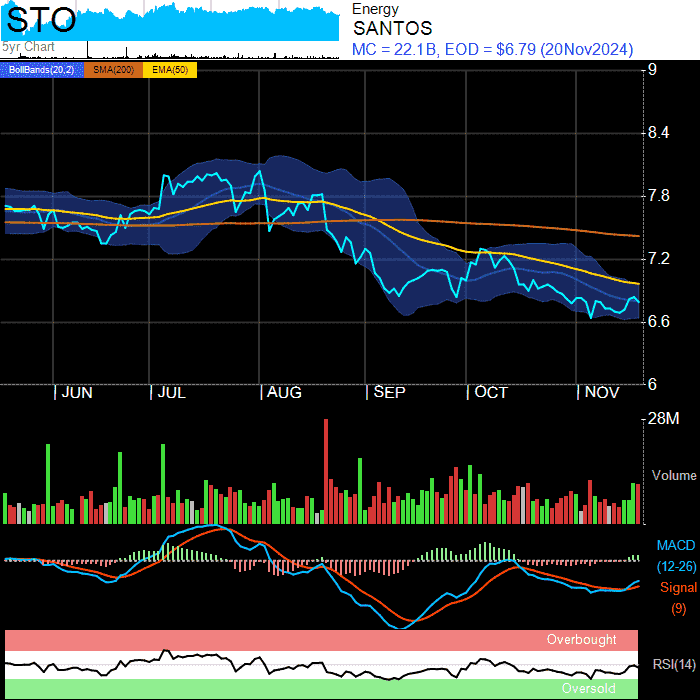 STO
5yr Chart
Energy
SANTOS
MC = 22.1B, EOD = $6.79 (20Nov2024)
BollBands(20,2) SMA(200) EMA(50)
9
8.4
7.8
7.2
6.6
6
JUN JUL AUG SEP OCT NOV
28M
Volume
MACD
(12-26)
Signal
(9)
Overbought
RSI(14)
Oversold